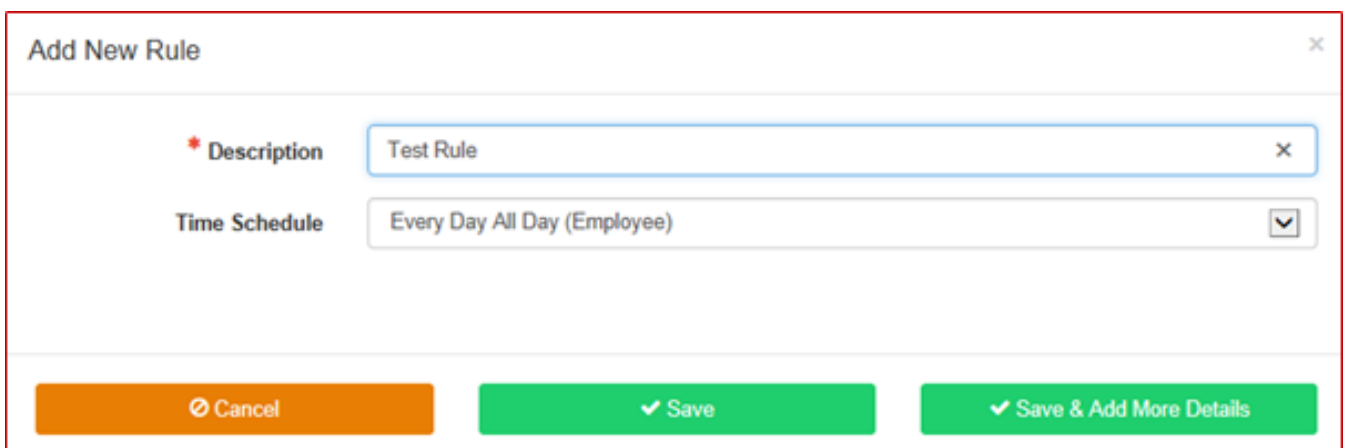 Add New Rule ×
* Description Test Rule ×
Time Schedule Every Day All Day (Employee)
Cancel Save Save & Add More Details